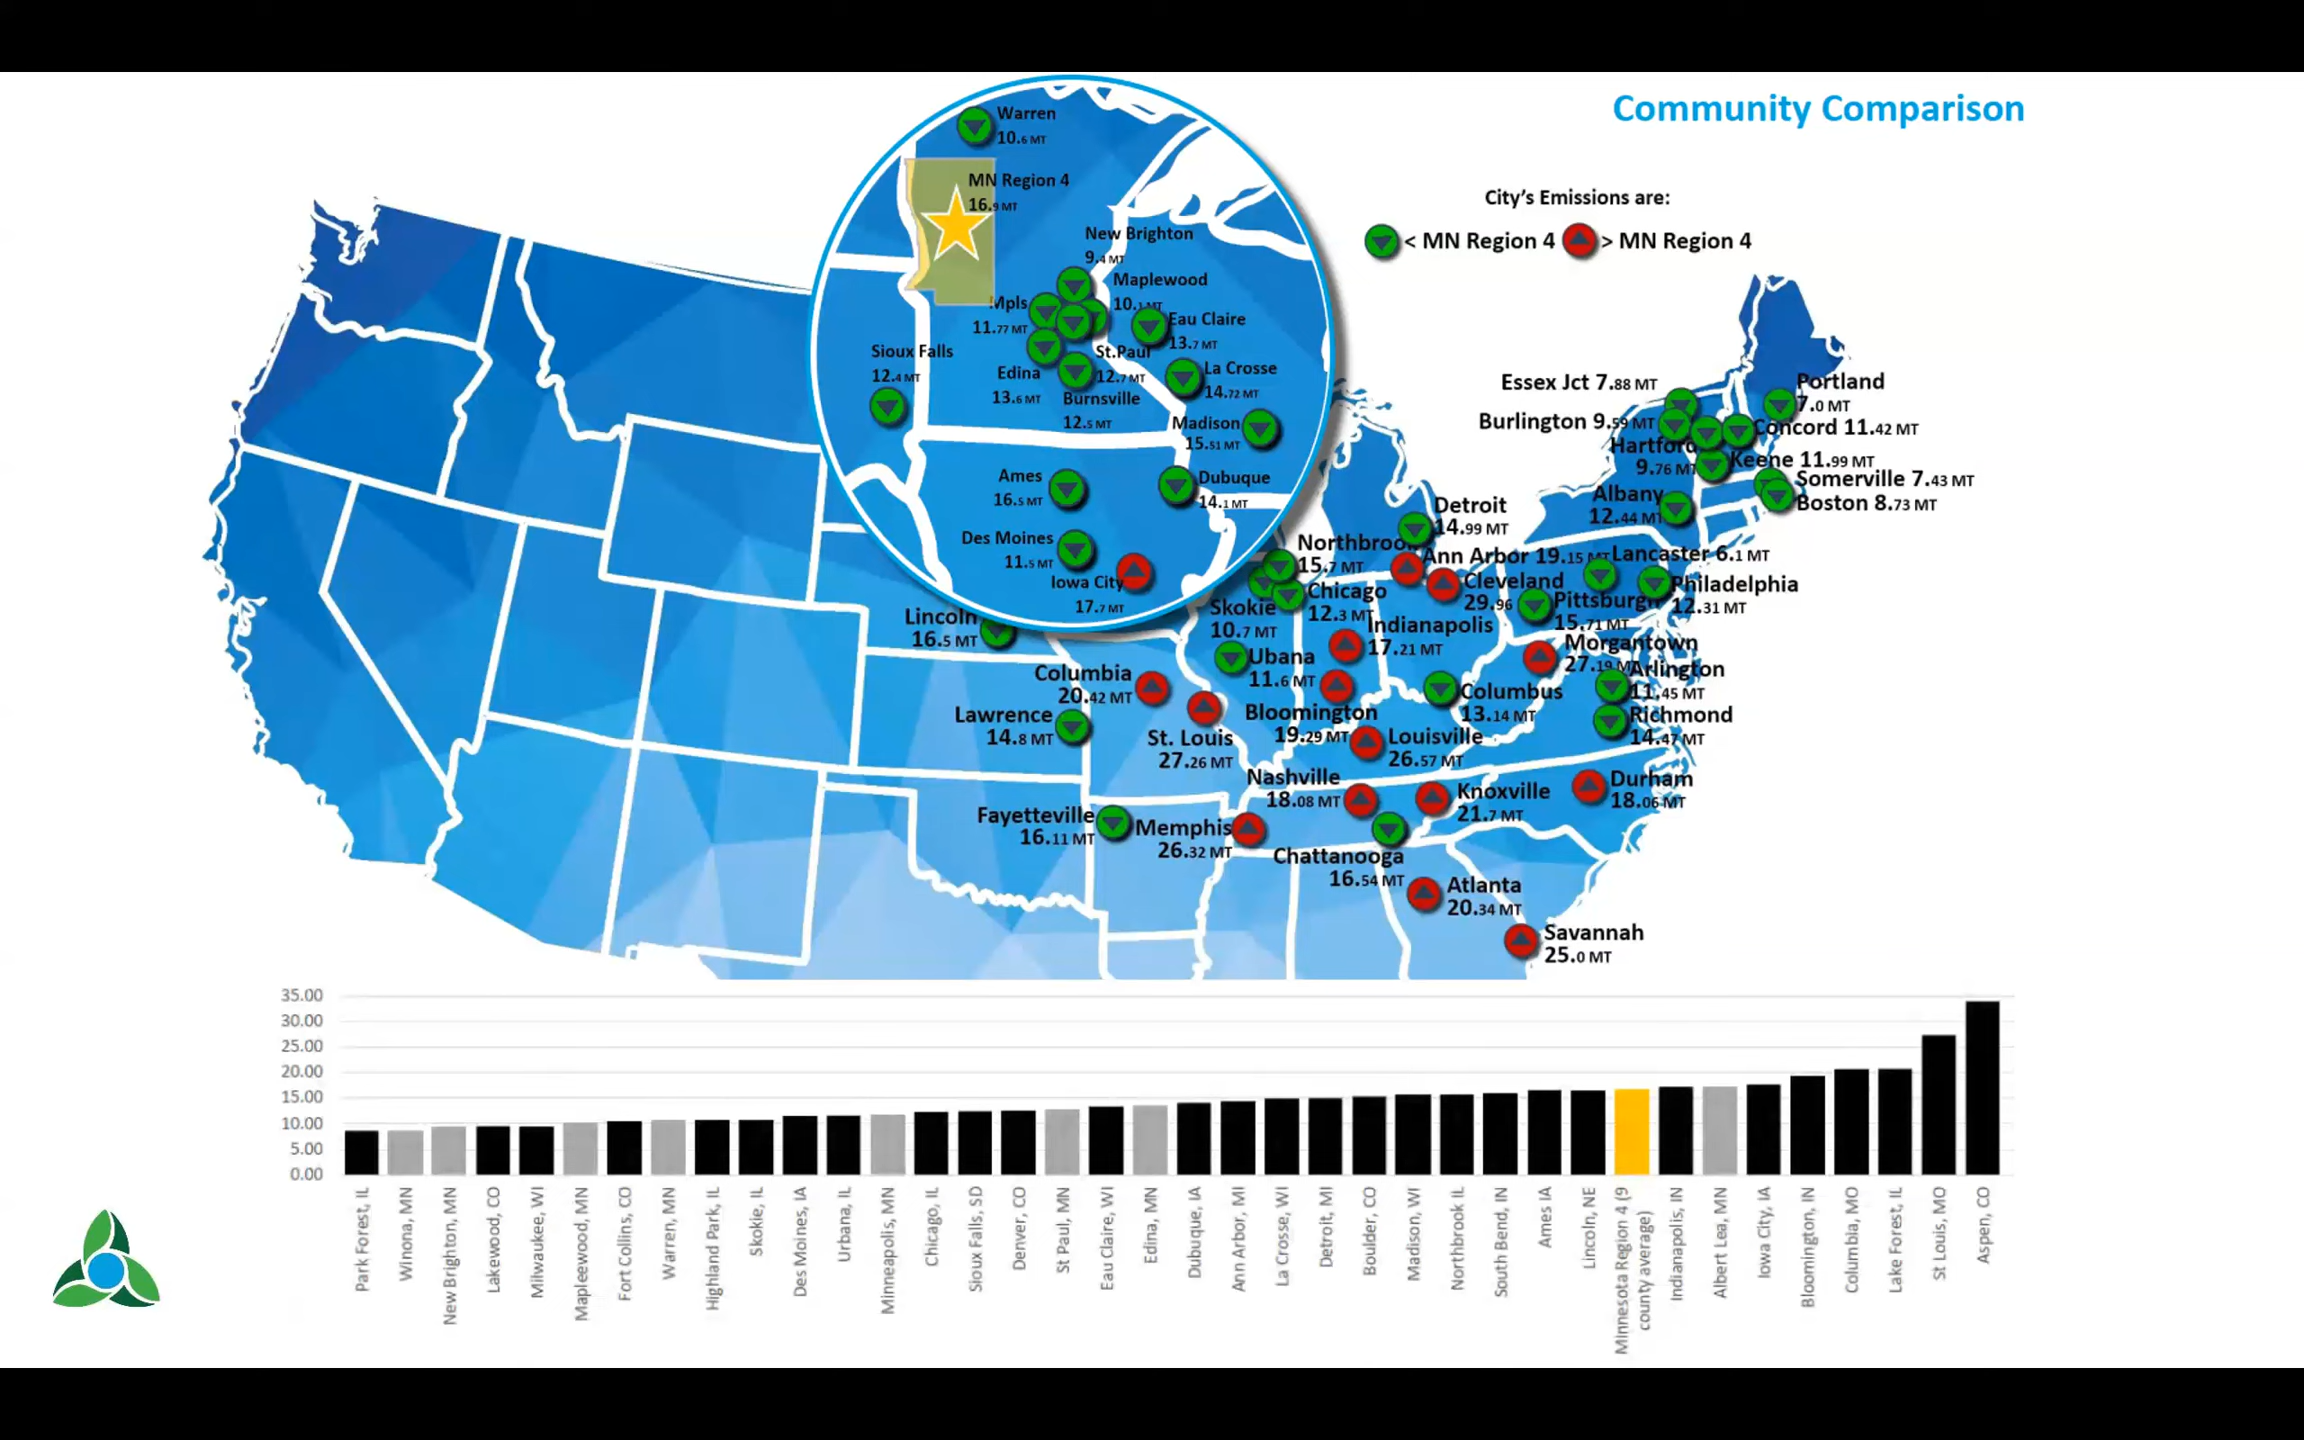 Community Comparison
City's Emissions are:
< MN Region 4
> MN Region 4
Warren
10.6 MT
MN Region 4
16.9 MT
New Brighton
9.4 MT
Maplewood
10.1 MT
Mpls
11.77 MT
Eau Claire
13.7 MT
Sioux Falls
12.4 MT
St.Paul
12.7 MT
Edina
13.6 MT
La Crosse
14.72 MT
Burnsville
12.5 MT
Madison
15.51 MT
Ames
16.5 MT
Dubuque
14.1 MT
Des Moines
11.5 MT
Iowa City
17.7 MT
Essex Jct 7.88 MT
Portland
7.0 MT
Burlington 9.59 MT
Concord 11.42 MT
Hartford
9.76 MT
Keene 11.99 MT
Somerville 7.43 MT
Boston 8.73 MT
Albany
12.44 MT
Detroit
14.99 MT
Northbrook
15.7 MT
Ann Arbor 19.15 MT
Lancaster 6.1 MT
Cleveland
29.96
Philadelphia
12.31 MT
Chicago
12.3 MT
Skokie
10.7 MT
Pittsburgh
15.71 MT
Lincoln
16.5 MT
Indianapolis
17.21 MT
Morgantown
27.19 MT
Ubana
11.6 MT
Arlington
11.45 MT
Columbia
20.42 MT
Columbus
13.14 MT
Lawrence
14.8 MT
Bloomington
19.29 MT
Richmond
14.47 MT
St. Louis
27.26 MT
Louisville
26.57 MT
Nashville
18.08 MT
Knoxville
21.7 MT
Durham
18.06 MT
Fayetteville
16.11 MT
Memphis
26.32 MT
Chattanooga
16.54 MT
Atlanta
20.34 MT
Savannah
25.0 MT
35.00
30.00
25.00
20.00
15.00
10.00
5.00
0.00
Park Forest, IL
Winona, MN
New Brighton, MN
Lakewood, CO
Milwaukee, WI
Mapleewood, MN
Fort Collins, CO
Warren, MN
Highland Park, IL
Skokie, IL
Des Moines, IA
Urbana, IL
Minneapolis, MN
Chicago, IL
Sioux Falls, SD
Denver, CO
St Paul, MN
Eau Claire, WI
Edina, MN
Dubuque, IA
Ann Arbor, MI
La Crosse, WI
Detroit, MI
Boulder, CO
Madison, WI
Northbrook IL
South Bend, IN
Ames IA
Lincoln, NE
Minnesota Region 4 (9
county average)
Indianapolis, IN
Albert Lea, MN
Iowa City, IA
Bloomington, IN
Columbia, MO
Lake Forest, IL
St Louis, MO
Aspen, CO